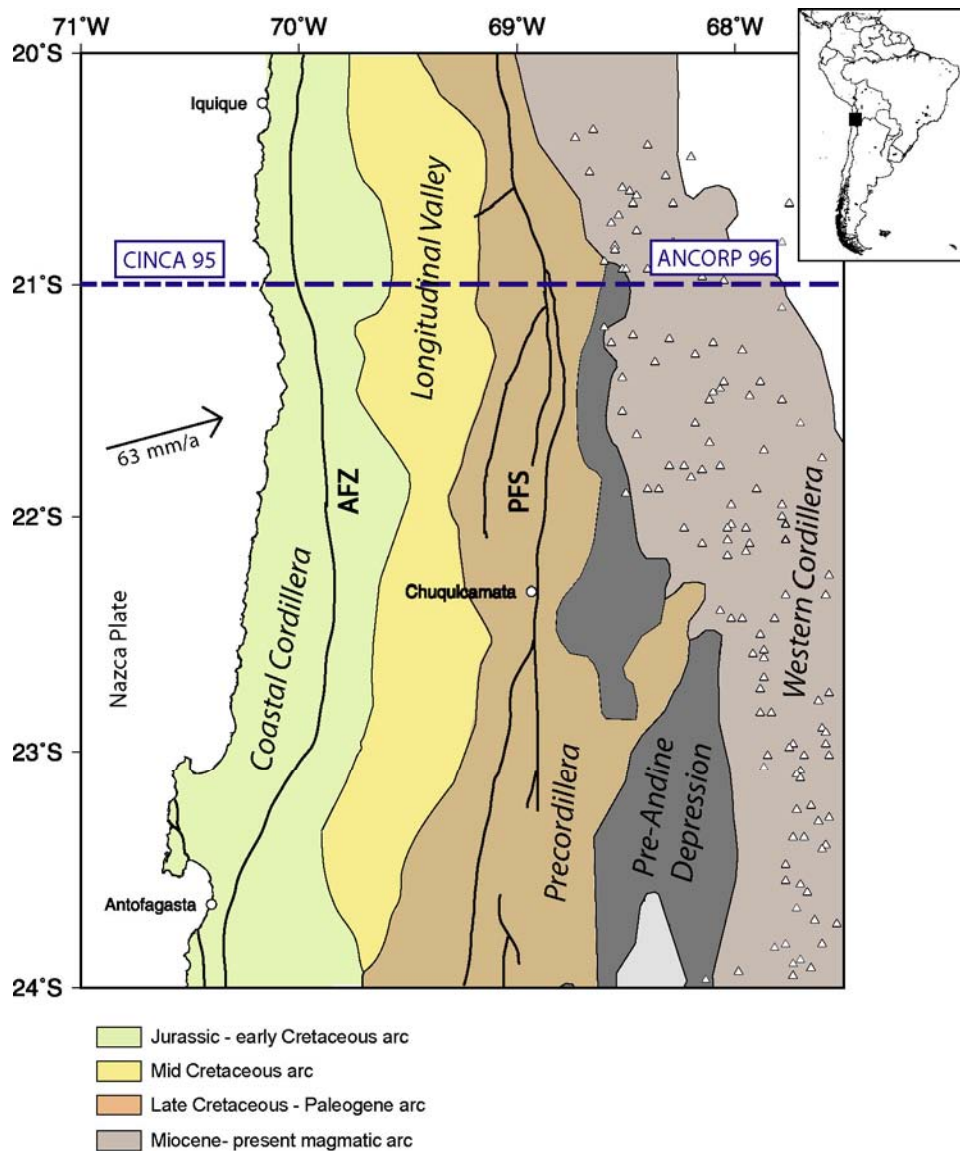 71°W 70°W 69°W 68°W
20°S
Iquique
Longitudinal Valley
CINCA 95
ANCORP 96
21°S
63 mm/a
AFZ
PFS
22°S
Western Cordillera
Chuquicamata
Coastal Cordillera
Nazca Plate
23°S
Precordillera
Pre-Andine
Depression
Antofagasta
24°S
Jurassic - early Cretaceous arc
Mid Cretaceous arc
Late Cretaceous - Paleogene arc
Miocene- present magmatic arc